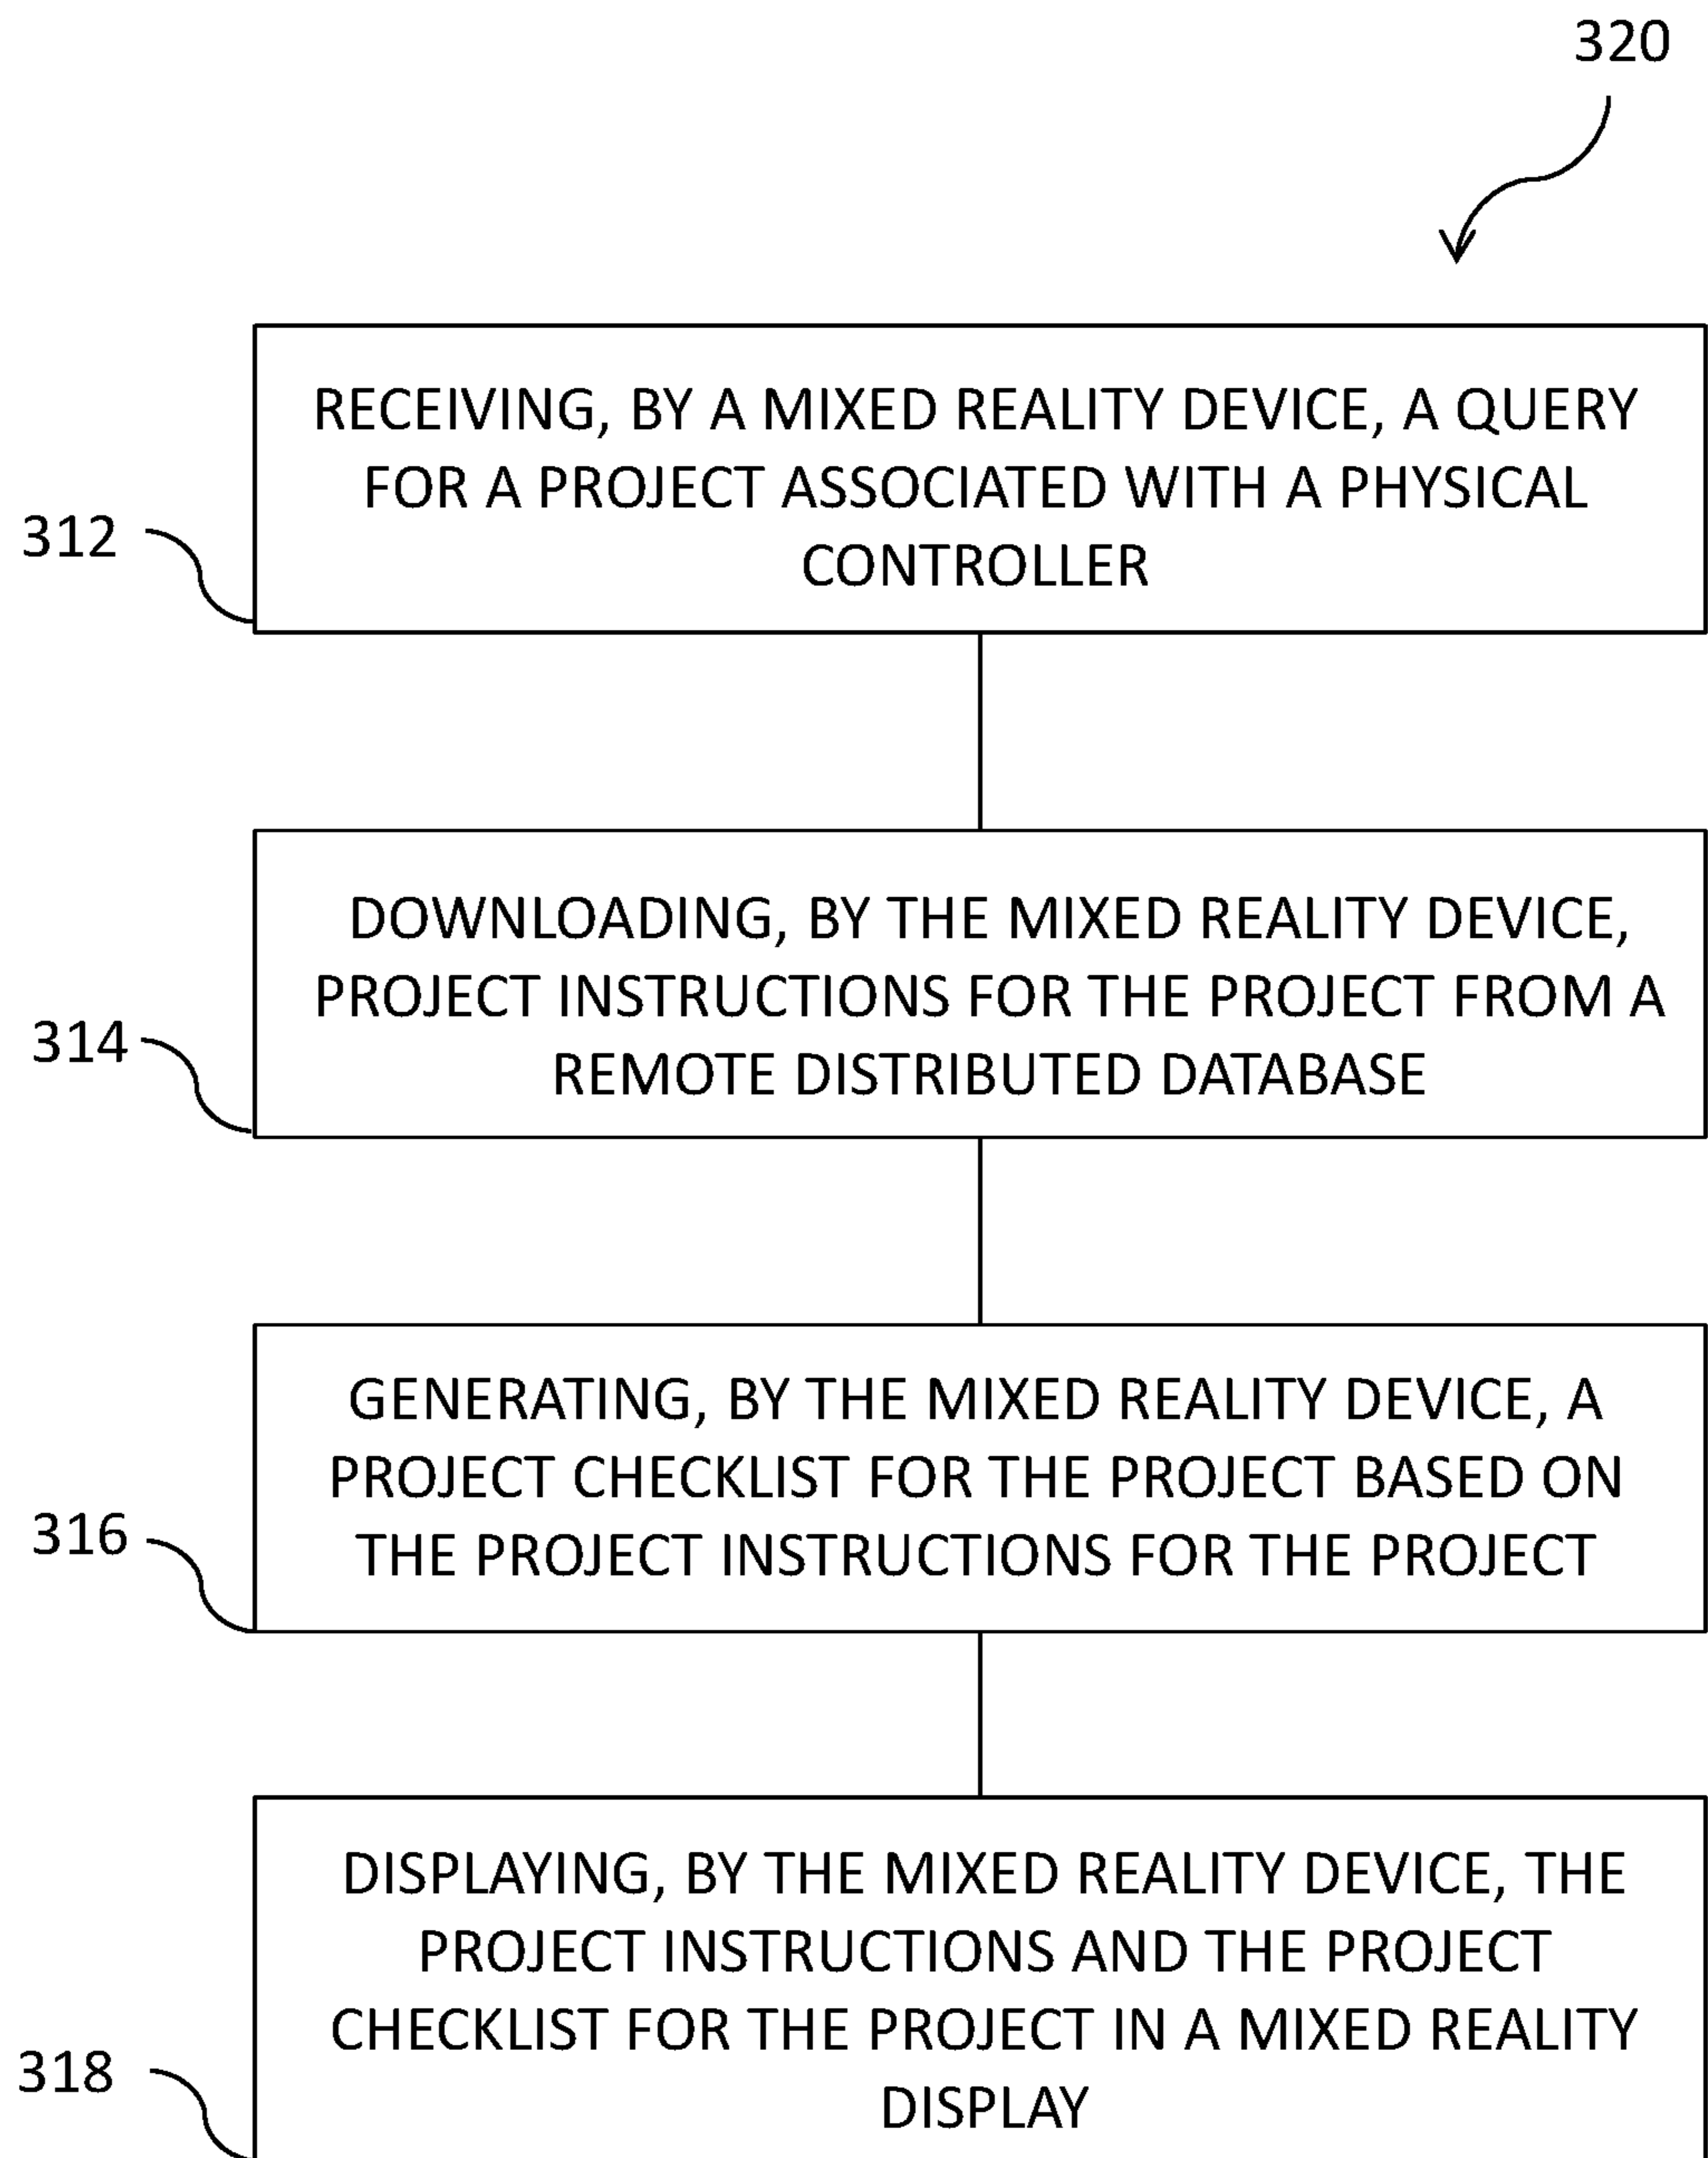 320
RECEIVING, BY A MIXED REALITY DEVICE, A QUERY
FOR A PROJECT ASSOCIATED WITH A PHYSICAL
CONTROLLER
312
DOWNLOADING, BY THE MIXED REALITY DEVICE,
PROJECT INSTRUCTIONS FOR THE PROJECT FROM A
REMOTE DISTRIBUTED DATABASE
314
GENERATING, BY THE MIXED REALITY DEVICE, A
PROJECT CHECKLIST FOR THE PROJECT BASED ON
THE PROJECT INSTRUCTIONS FOR THE PROJECT
316
DISPLAYING, BY THE MIXED REALITY DEVICE, THE
PROJECT INSTRUCTIONS AND THE PROJECT
CHECKLIST FOR THE PROJECT IN A MIXED REALITY
DISPLAY
318